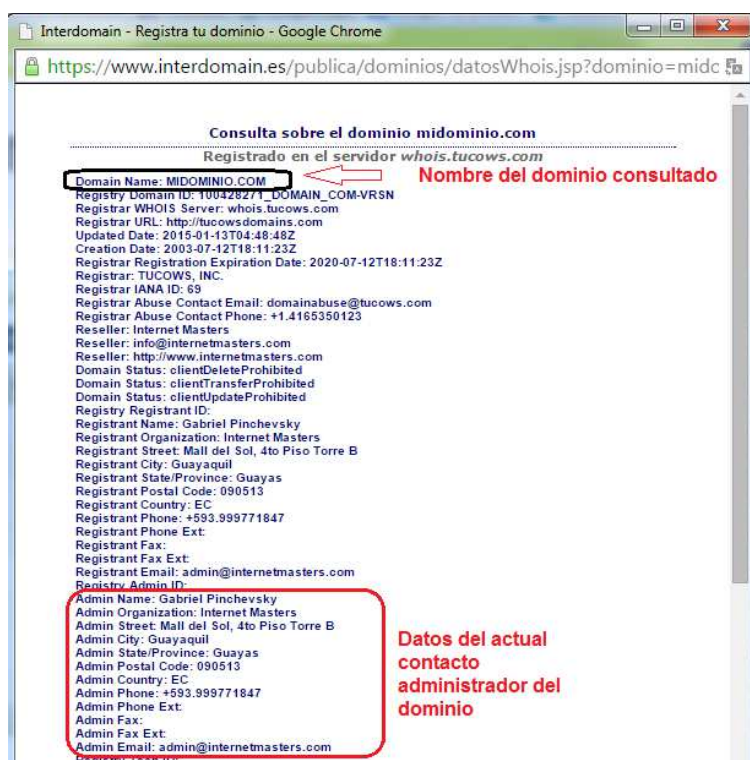 Interdomain - Registra tu dominio - Google Chrome
https://www.interdomain.es/publica/dominios/datosWhois.jsp?dominio=midc
Consulta sobre el dominio midominio.com
Registrado en el servidor whois.tucows.com
Domain Name: MIDOMINIO.COM
Nombre del dominio consultado
Registry Domain ID: 100428271_DOMAIN_COM-VRSN
Registrar WHOIS Server: whois.tucows.com
Registrar URL: http://tucowsdomains.com
Updated Date: 2015-01-13T04:48:48Z
Creation Date: 2003-07-12T18:11:23Z
Registrar Registration Expiration Date: 2020-07-12T18:11:23Z
Registrar: TUCOWS, INC.
Registrar IANA ID: 69
Registrar Abuse Contact Email: domainabuse@tucows.com
Registrar Abuse Contact Phone: +1.4165350123
Reseller: Internet Masters
Reseller: info@internetmasters.com
Reseller: http://www.internetmasters.com
Domain Status: clientDeleteProhibited
Domain Status: clientTransferProhibited
Domain Status: clientUpdateProhibited
Registry Registrant ID:
Registrant Name: Gabriel Pinchevsky
Registrant Organization: Internet Masters
Registrant Street: Mall del Sol, 4to Piso Torre B
Registrant City: Guayaquil
Registrant State/Province: Guayas
Registrant Postal Code: 090513
Registrant Country: EC
Registrant Phone: +593.999771847
Registrant Phone Ext:
Registrant Fax:
Registrant Fax Ext:
Registrant Email: admin@internetmasters.com
Registry Admin ID:
Admin Name: Gabriel Pinchevsky
Admin Organization: Internet Masters
Admin Street: Mall del Sol, 4to Piso Torre B
Admin City: Guayaquil
Admin State/Province: Guayas
Admin Postal Code: 090513
Admin Country: EC
Admin Phone: +593.999771847
Admin Phone Ext:
Admin Fax:
Admin Fax Ext:
Admin Email: admin@internetmasters.com
Datos del actual
contacto
administrador del
dominio